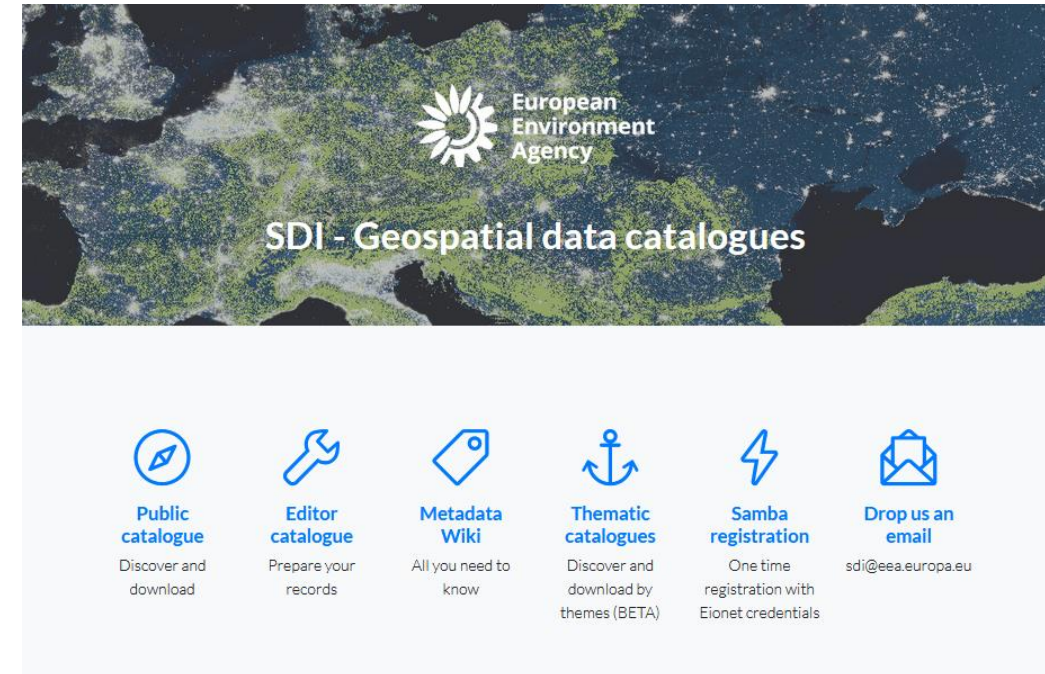 European
Environment
Agency
SDI - Geospatial data catalogues
Public
catalogue
Discover and
download
Editor
catalogue
Prepare your
records
Metadata
Wiki
All you need to
know
Thematic
catalogues
Discover and
download by
themes (BETA)
Samba
registration
One time
registration with
Eionet credentials
Drop us an
email
sdi@eea.europa.eu